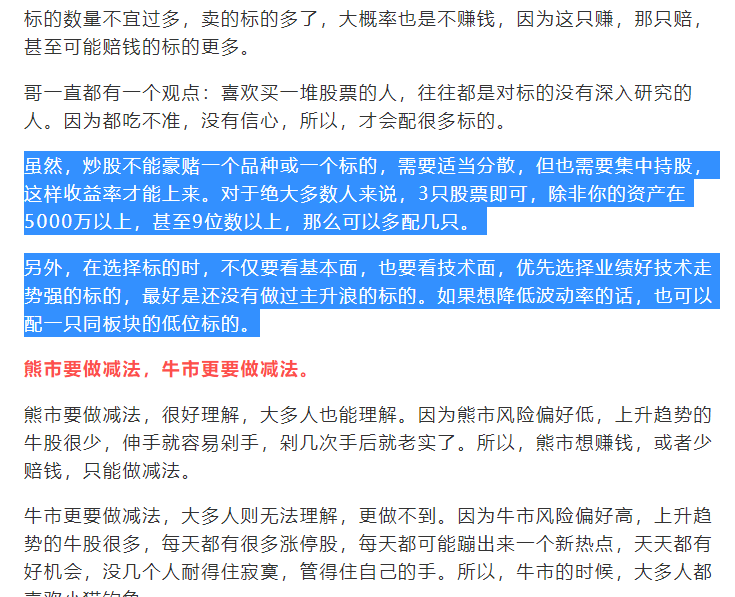 标的数量不宜过多，卖的标的多了，大概率也是不赚钱，因为这只赚，那只赔，
甚至可能赔钱的标的更多。
哥一直都有一个观点：喜欢买一堆股票的人，往往都是对标的没有深入研究的
人。因为都吃不准，没有信心，所以，才会配很多标的。
虽然，炒股不能豪赌一个品种或一个标的，需要适当分散，但也需要集中持股，
这样收益率才能上来。对于绝大多数人来说，3只股票即可，除非你的资产在
5000万以上，甚至9位数以上，那么可以多配几只。
另外，在选择标的时，不仅要看基本面，也要看技术面，优先选择业绩好技术走
势强的标的，最好是还没有做过主升浪的标的。如果想降低波动率的话，也可以
配一只同板块的低位标的。
熊市要做减法，牛市更要做减法。
熊市要做减法，很好理解，大多人也能理解。因为熊市风险偏好低，上升趋势的
牛股很少，伸手就容易剁手，剁几次手后就老实了。所以，熊市想赚钱，或者少
赔钱，只能做减法。
牛市更要做减法，大多人则无法理解，更做不到。因为牛市风险偏好高，上升趋
势的牛股很多，每天都有很多涨停股，每天都可能蹦出来一个新热点，天天都有
好机会，没几个人耐得住寂寞，管得住自己的手。所以，牛市的时候，大多人都